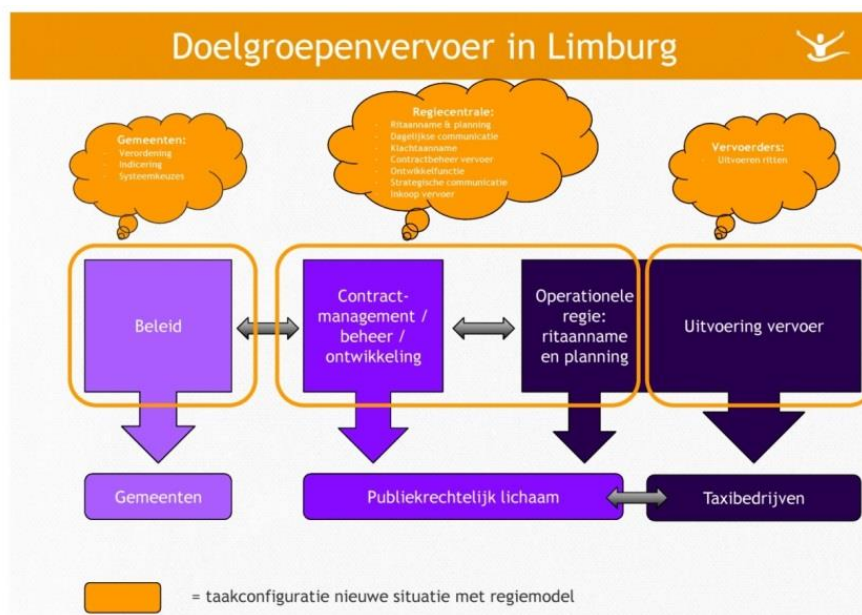 Doelgroepenvervoer in Limburg
Gemeenten:
- Verordening
- Indicering
- Systeemkeuzes
Regiecentrale:
- Ritaanname & planning
- Dagelijkse communicatie
- Klachtaanname
- Contractbeheer vervoer
- Ontwikkelfunctie
- Strategische communicatie
- Inkoop vervoer
Vervoerders:
- Uitvoeren ritten
Beleid
Contract-
management /
beheer /
ontwikkeling
Operationele
regie:
ritaanname
en planning
Uitvoering vervoer
Gemeenten
Publiekrechtelijk lichaam
Taxibedrijven
= taakconfiguratie nieuwe situatie met regiemodel